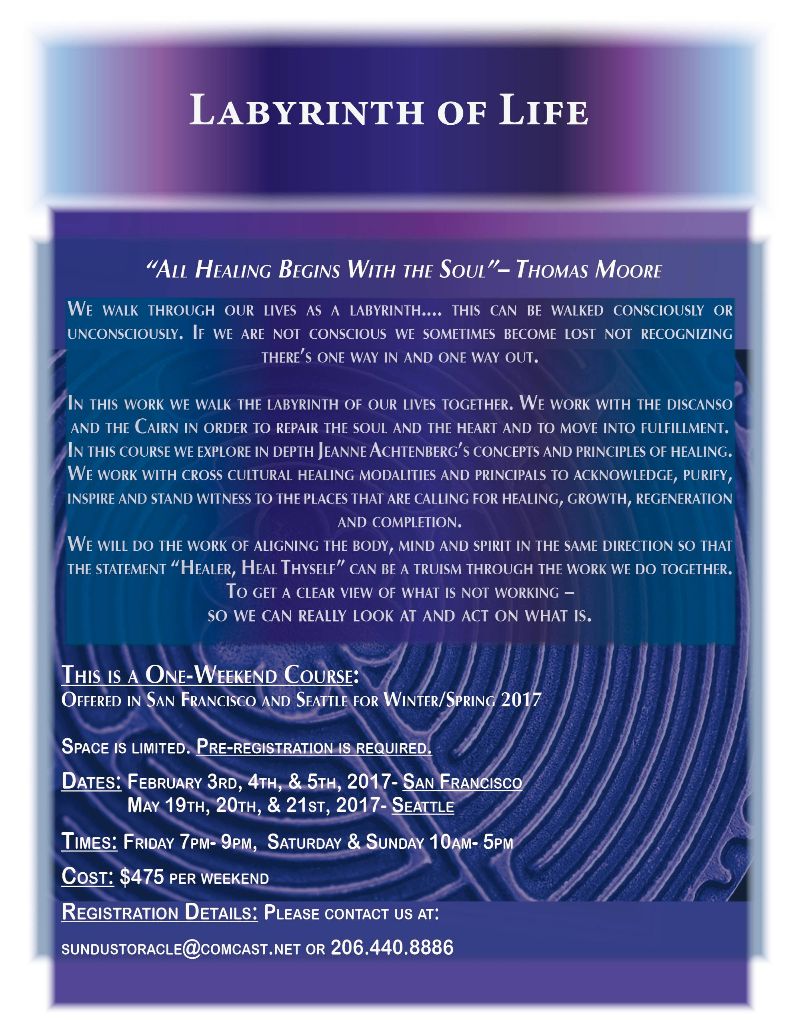 Labyrinth of Life
“All Healing Begins With the Soul”– Thomas Moore
We walk through our lives as a labyrinth.... this can be walked consciously or
unconsciously. If we are not conscious we sometimes become lost not recognizing
there’s one way in and one way out.
In this work we walk the labyrinth of our lives together. We work with the discanso
and the Cairn in order to repair the soul and the heart and to move into fulfillment.
In this course we explore in depth Jeanne Achtenberg’s concepts and principles of healing.
We work with cross cultural healing modalities and principals to acknowledge, purify,
inspire and stand witness to the places that are calling for healing, growth, regeneration
and completion.
We will do the work of aligning the body, mind and spirit in the same direction so that
the statement “Healer, Heal Thyself” can be a truism through the work we do together.
To get a clear view of what is not working –
so we can really look at and act on what is.
This is a One-Weekend Course:
Offered in San Francisco and Seattle for Winter/Spring 2017
Space is limited. Pre-registration is required.
Dates: February 3rd, 4th, & 5th, 2017- San Francisco
May 19th, 20th, & 21st, 2017- Seattle
Times: Friday 7pm- 9pm, Saturday & Sunday 10am- 5pm
Cost: $475 per weekend
Registration Details: Please contact us at:
sundustoracle@comcast.net or 206.440.8886